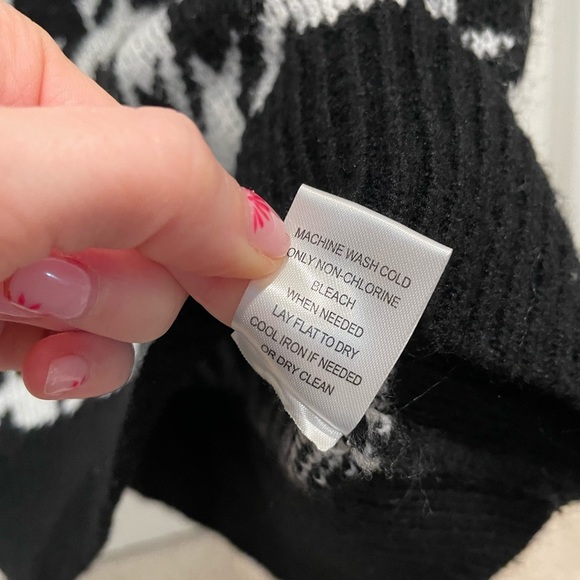 MACHINE WASH COLD
ONLY NON-CHLORINE
BLEACH
WHEN NEEDED
LAY FLAT TO DRY
COOL IRON IF NEEDED
OR DRY CLEAN